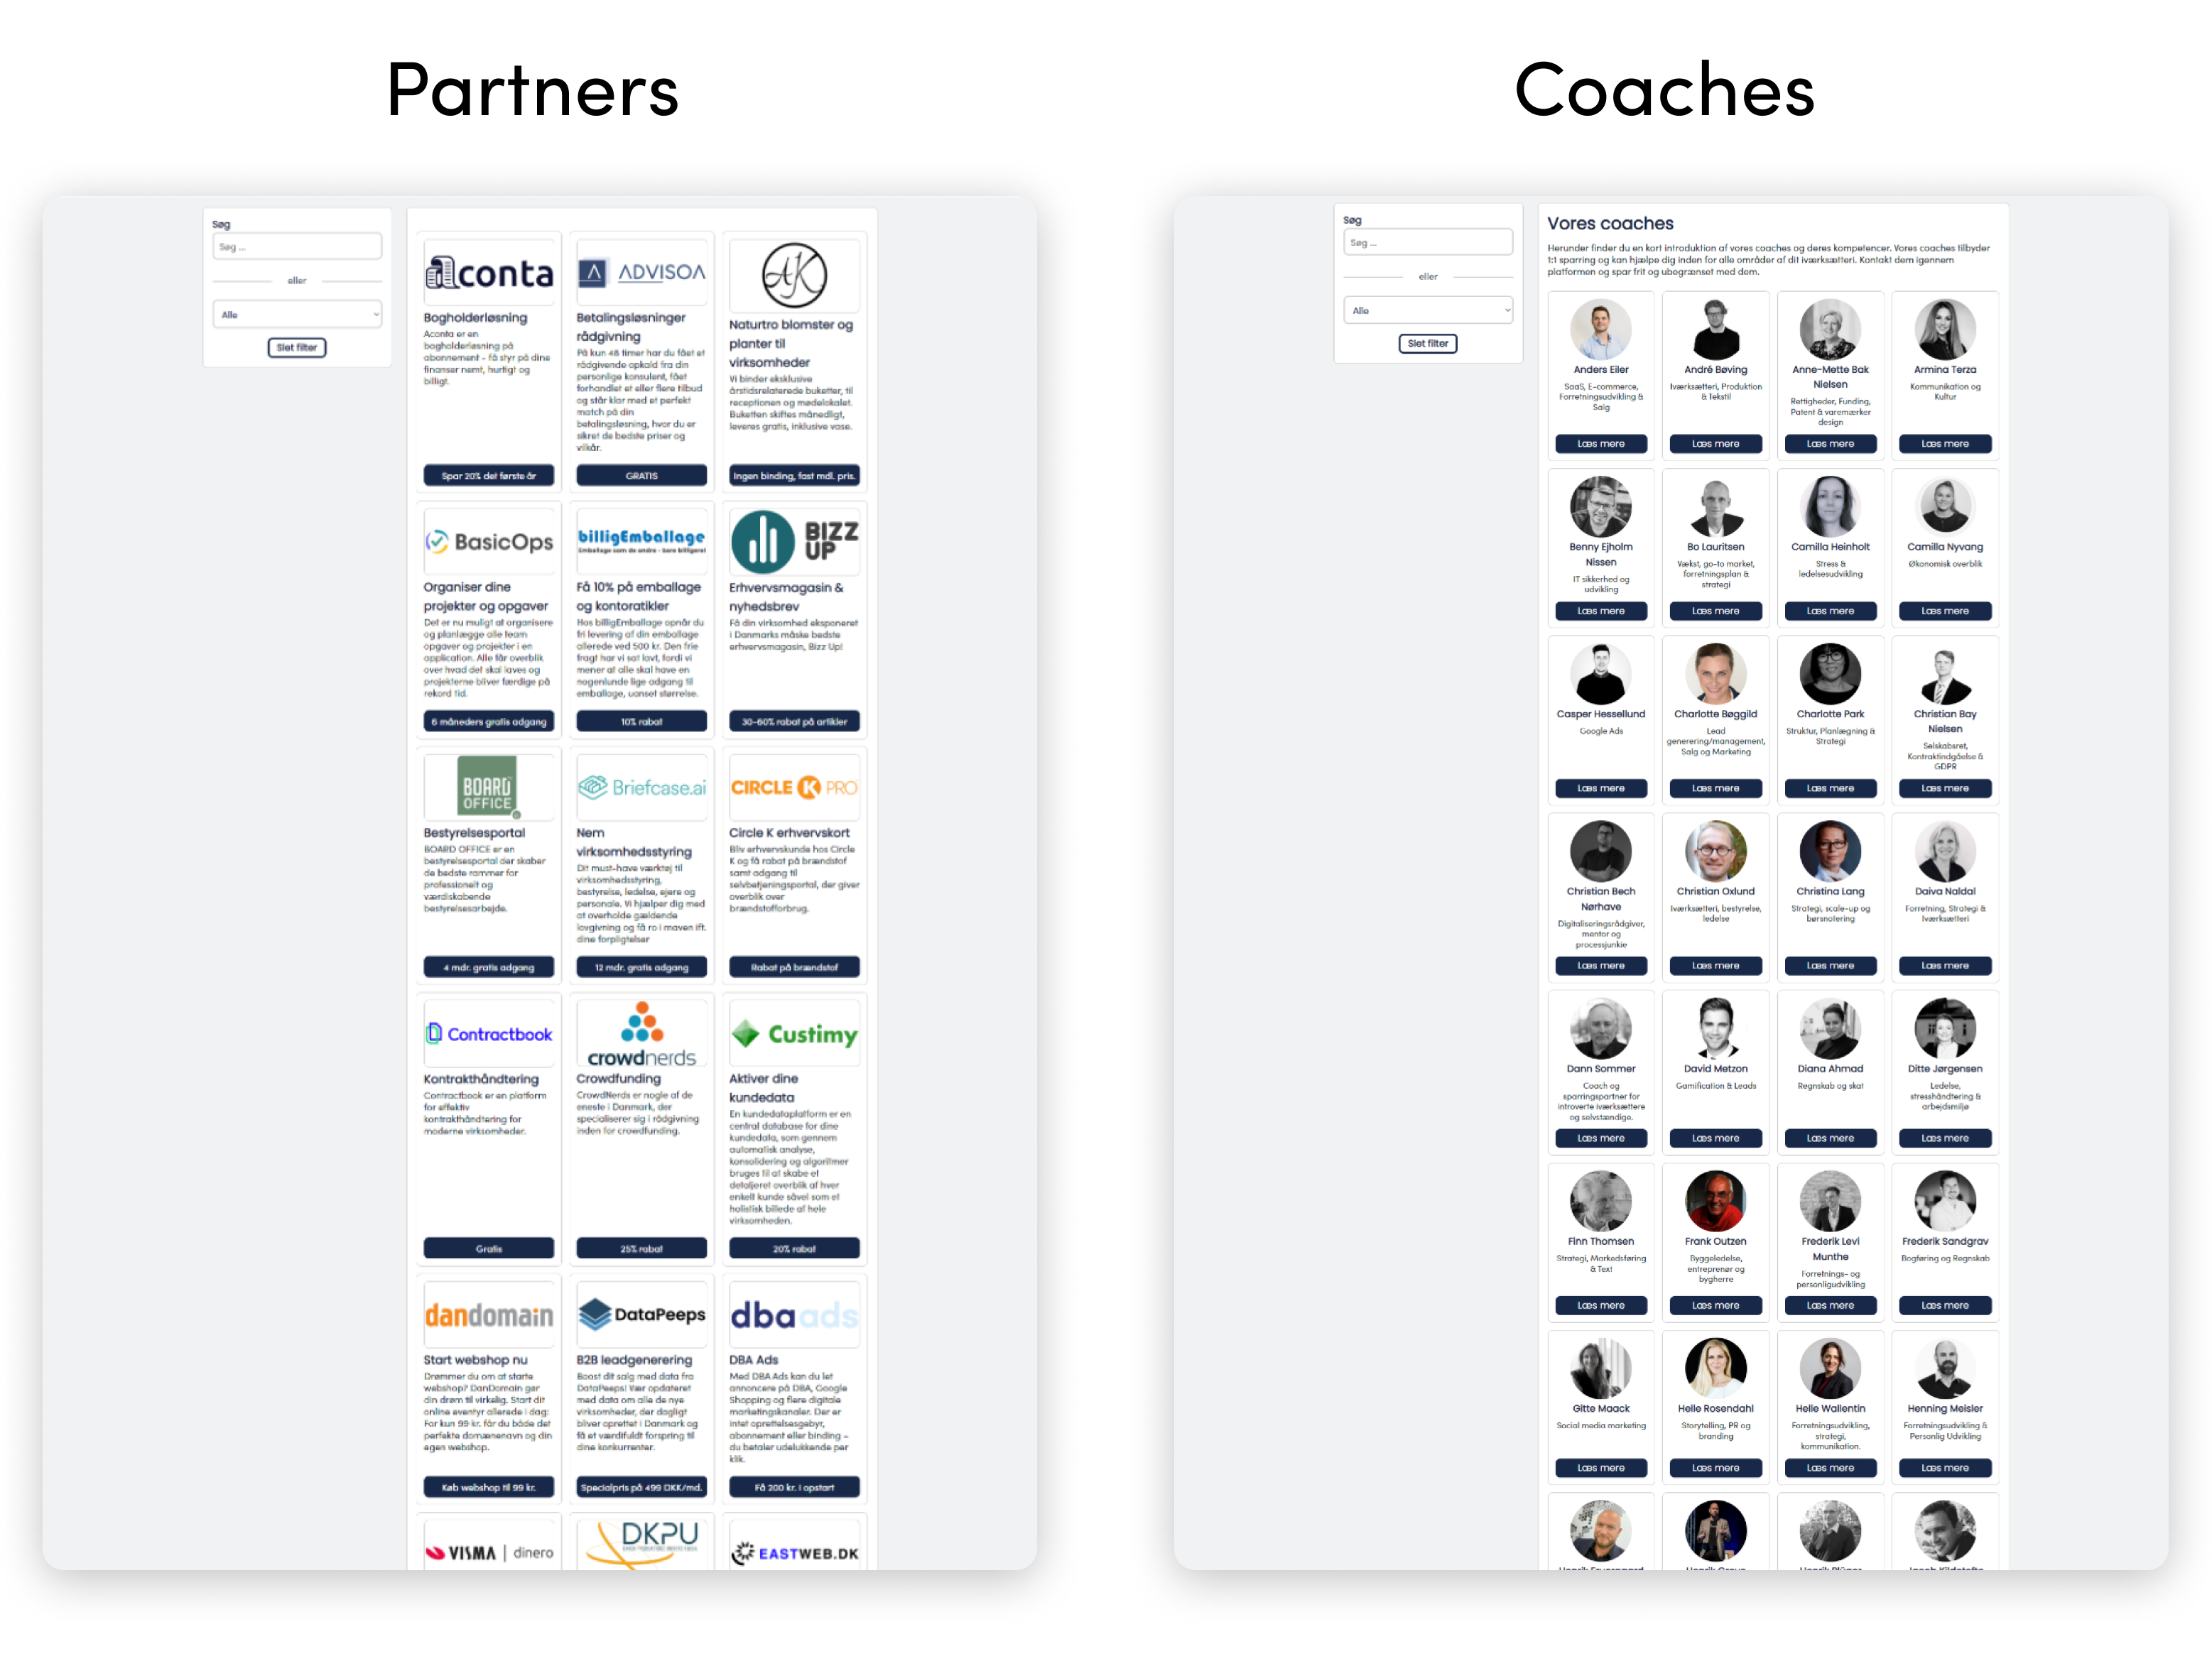 Partners
Coaches
Søg
Søg ...
eller
Alle
Slet filter
aconta
Bogholderløsning
Aconta er en
bogholderløsning på
abonnement - få styr på dine
finanser nemt, hurtigt og
billigt.
Spar 20% det første år
ADVISOA
Betalingsløsninger
rådgivning
På kun 48 timer har du fået et
rådgivende opkald fra din
personlige konsulent, fået
forhandlet et eller flere tilbud
og står klar med et perfekt
match på din
betalingsløsning, hvor du er
sikret de bedste priser og
vilkår.
GRATIS
AK
Naturtro blomster og
planter til
virksomheder
Vi binder eksklusive
årstidsrelaterede buketter, til
receptionen og mødelokalet.
Buketten skiftes månedligt,
leveres gratis, inklusive vase.
Ingen binding, fast mdl. pris.
BasicOps
Organiser dine
projekter og opgaver
Det er nu muligt at organisere
og planlægge alle team
opgaver og projekter i en
application. Alle får overblik
over hvad det skal laves og
projekterne bliver færdige på
rekord tid.
6 måneders gratis adgang
billigEmballage
Emballage som de andre - bare billigere!
Få 10% på emballage
og kontoratikler
Hos billigEmballage opnår du
fri levering af din emballage
allerede ved 500 kr. Den frie
fragt har vi sat lavt, fordi vi
mener at alle skal have en
nogenlunde lige adgang til
emballage, uanset størrelse.
10% rabat
BIZZ
UP
Erhvervsmagasin &
nyhedsbrev
Få din virksomhed eksponeret
i Danmarks måske bedste
erhvervsmagasin, Bizz Up!
30-60% rabat på artikler
BOARD
OFFICE
Bestyrelsesportal
BOARD OFFICE er en
bestyrelsesportal der skaber
de bedste rammer for
professionelt og
værdiskabende
bestyrelsesarbejde.
4 mdr. gratis adgang
Briefcase.ai
Nem
virksomhedsstyring
Dit must-have værktøj til
virksomhedsstyring,
bestyrelse, ledelse, ejere og
personale. Vi hjælper dig med
at overholde gældende
lovgivning og få ro i maven ift.
dine forpligtelser
12 mdr. gratis adgang
CIRCLE K PRO
Circle K erhvervskort
Bliv erhvervskunde hos Circle
K og få rabat på brændstof
samt adgang til
selvbetjeningsportal, der giver
overblik over
brændstofforbrug.
Rabat på brændstof
Contractbook
Kontrakthåndtering
Contractbook er en platform
for effektiv
kontrakthåndtering for
moderne virksomheder.
Gratis
crowdnerds
Crowdfunding
CrowdNerds er nogle af de
eneste i Danmark, der
specialiserer sig i rådgivning
inden for crowdfunding.
25% rabat
Custimy
Aktiver dine
kundedata
En kundedataplatform er en
central database for dine
kundedata, som gennem
automatisk analyse,
konsolidering og algoritmer
bruges til at skabe et
detaljeret overblik af hver
enkelt kunde såvel som et
holistisk billede af hele
virksomheden.
20% rabat
dandomain
Start webshop nu
Drømmer du om at starte
webshop? DanDomain gør
din drøm til virkelig. Start dit
online eventyr allerede i dag:
For kun 99 kr. får du både det
perfekte domænenavn og din
egen webshop.
Køb webshop til 99 kr.
DataPeeps
B2B leadgenerering
Boost dit salg med data fra
DataPeeps! Vær opdateret
med data om alle de nye
virksomheder, der dagligt
bliver oprettet i Danmark og
få et værdifuldt forspring til
dine konkurrenter.
Specialpris på 499 DKK/md.
dbaads
DBA Ads
Med DBA Ads kan du let
annoncere på DBA, Google
Shopping og flere digitale
marketingskanaler. Der er
intet oprettelsesgebyr,
abonnement eller binding -
du betaler udelukkende per
klik.
Få 200 kr. i opstart
VISMA | dinero
DKPU
EASTWEB.DK
Søg
Søg ...
eller
Alle
Slet filter
Vores coaches
Herunder finder du en kort introduktion af vores coaches og deres kompetencer. Vores coaches tilbyder
1:1 sparring og kan hjælpe dig inden for alle områder af dit iværksætteri. Kontakt dem igennem
platformen og spar frit og ubegrænset med dem.
Anders Eiler
SaaS, E-commerce,
Forretningsudvikling &
Salg
Læs mere
André Bøving
Iværksætteri, Produktion
& Tekstil
Læs mere
Anne-Mette Bak
Nielsen
Rettigheder, Funding,
Patent & varemærker
design
Læs mere
Armina Terza
Kommunikation og
Kultur
Læs mere
Benny Ejholm
Nissen
IT sikkerhed og
udvikling
Læs mere
Bo Lauritsen
Vækst, go-to market,
forretningsplan &
strategi
Læs mere
Camilla Heinholt
Stress &
ledelsesudvikling
Læs mere
Camilla Nyvang
Økonomisk overblik
Læs mere
Casper Hessellund
Google Ads
Læs mere
Charlotte Bøggild
Lead
generering/management,
Salg og Marketing
Læs mere
Charlotte Park
Struktur, Planlægning &
Strategi
Læs mere
Christian Bay
Nielsen
Selskabsret,
Kontraktindgåelse &
GDPR
Læs mere
Christian Bech
Nørhave
Digitaliseringsrådgiver,
mentor og
processjunkie
Læs mere
Christian Oxlund
Iværksætteri, bestyrelse,
ledelse
Læs mere
Christina Lang
Strategi, scale-up og
børsnotering
Læs mere
Daiva Naldal
Forretning, Strategi &
Iværksætteri
Læs mere
Dann Sommer
Coach og
sparringspartner for
introverte iværksættere
og selvstændige.
Læs mere
David Metzon
Gamification & Leads
Læs mere
Diana Ahmad
Regnskab og skat
Læs mere
Ditte Jørgensen
Ledelse,
stresshåndtering &
arbejdsmiljø
Læs mere
Finn Thomsen
Strategi, Markedsføring
& Text
Læs mere
Frank Outzen
Byggeledelse,
entreprenør og
bygherre
Læs mere
Frederik Levi
Munthe
Forretnings- og
personligudvikling
Læs mere
Frederik Sandgrav
Bogføring og Regnskab
Læs mere
Gitte Maack
Social media marketing
Læs mere
Helle Rosendahl
Storytelling, PR og
branding
Læs mere
Helle Wallentin
Forretningsudvikling,
strategi,
kommunikation.
Læs mere
Henning Meisler
Forretningsudvikling &
Personlig Udvikling
Læs mere